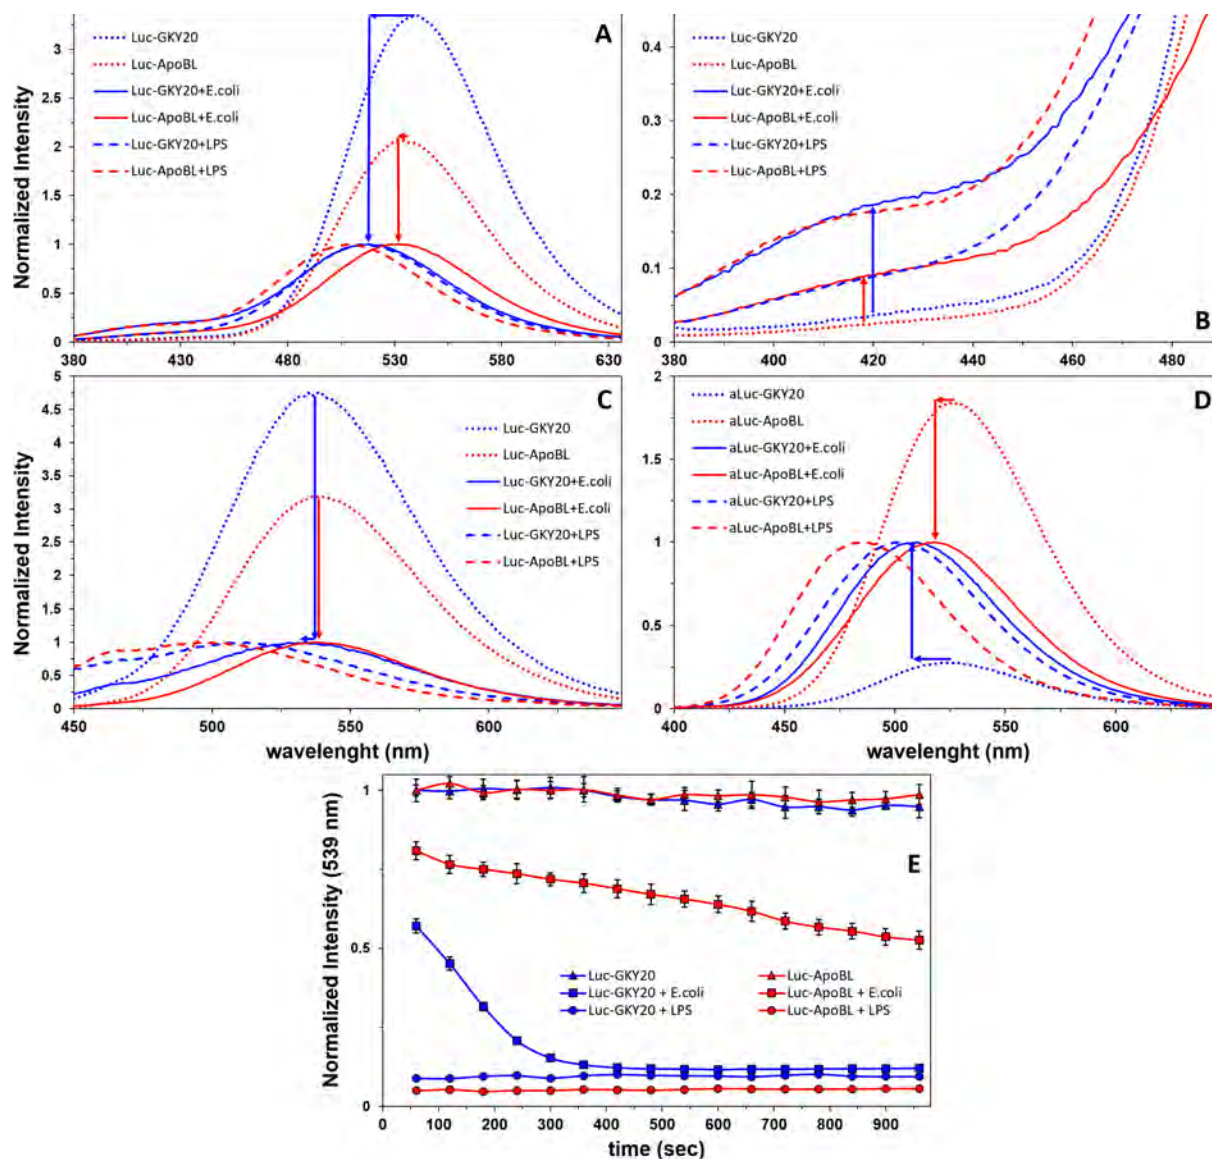 A
Luc-GKY20
Luc-ApoBL
Luc-GKY20+E.coli
Luc-ApoBL+E.coli
Luc-GKY20+LPS
Luc-ApoBL+LPS
Normalized Intensity
3
2
1
0
380 430 480 530 580 630
Luc-GKY20
Luc-ApoBL
Luc-GKY20+E.coli
Luc-ApoBL+E.coli
Luc-GKY20+LPS
Luc-ApoBL+LPS
B
0.4
0.3
0.2
0.1
0
380 400 420 440 460 480
C
Luc-GKY20
Luc-ApoBL
Luc-GKY20+E.coli
Luc-ApoBL+E.coli
Luc-GKY20+LPS
Luc-ApoBL+LPS
Normalized Intensity
5
4.5
4
3.5
3
2.5
2
1.5
1
0.5
0
450 500 550 600
wavelenght (nm)
D
aLuc-GKY20
aLuc-ApoBL
aLuc-GKY20+E.coli
aLuc-ApoBL+E.coli
aLuc-GKY20+LPS
aLuc-ApoBL+LPS
2
1.5
1
0.5
0
400 450 500 550 600
wavelenght (nm)
E
Normalized Intensity (539 nm)
1
0.5
0
Luc-GKY20 Luc-ApoBL
Luc-GKY20 + E.coli Luc-ApoBL + E.coli
Luc-GKY20 + LPS Luc-ApoBL + LPS
0 100 200 300 400 500 600 700 800 900
time (sec)